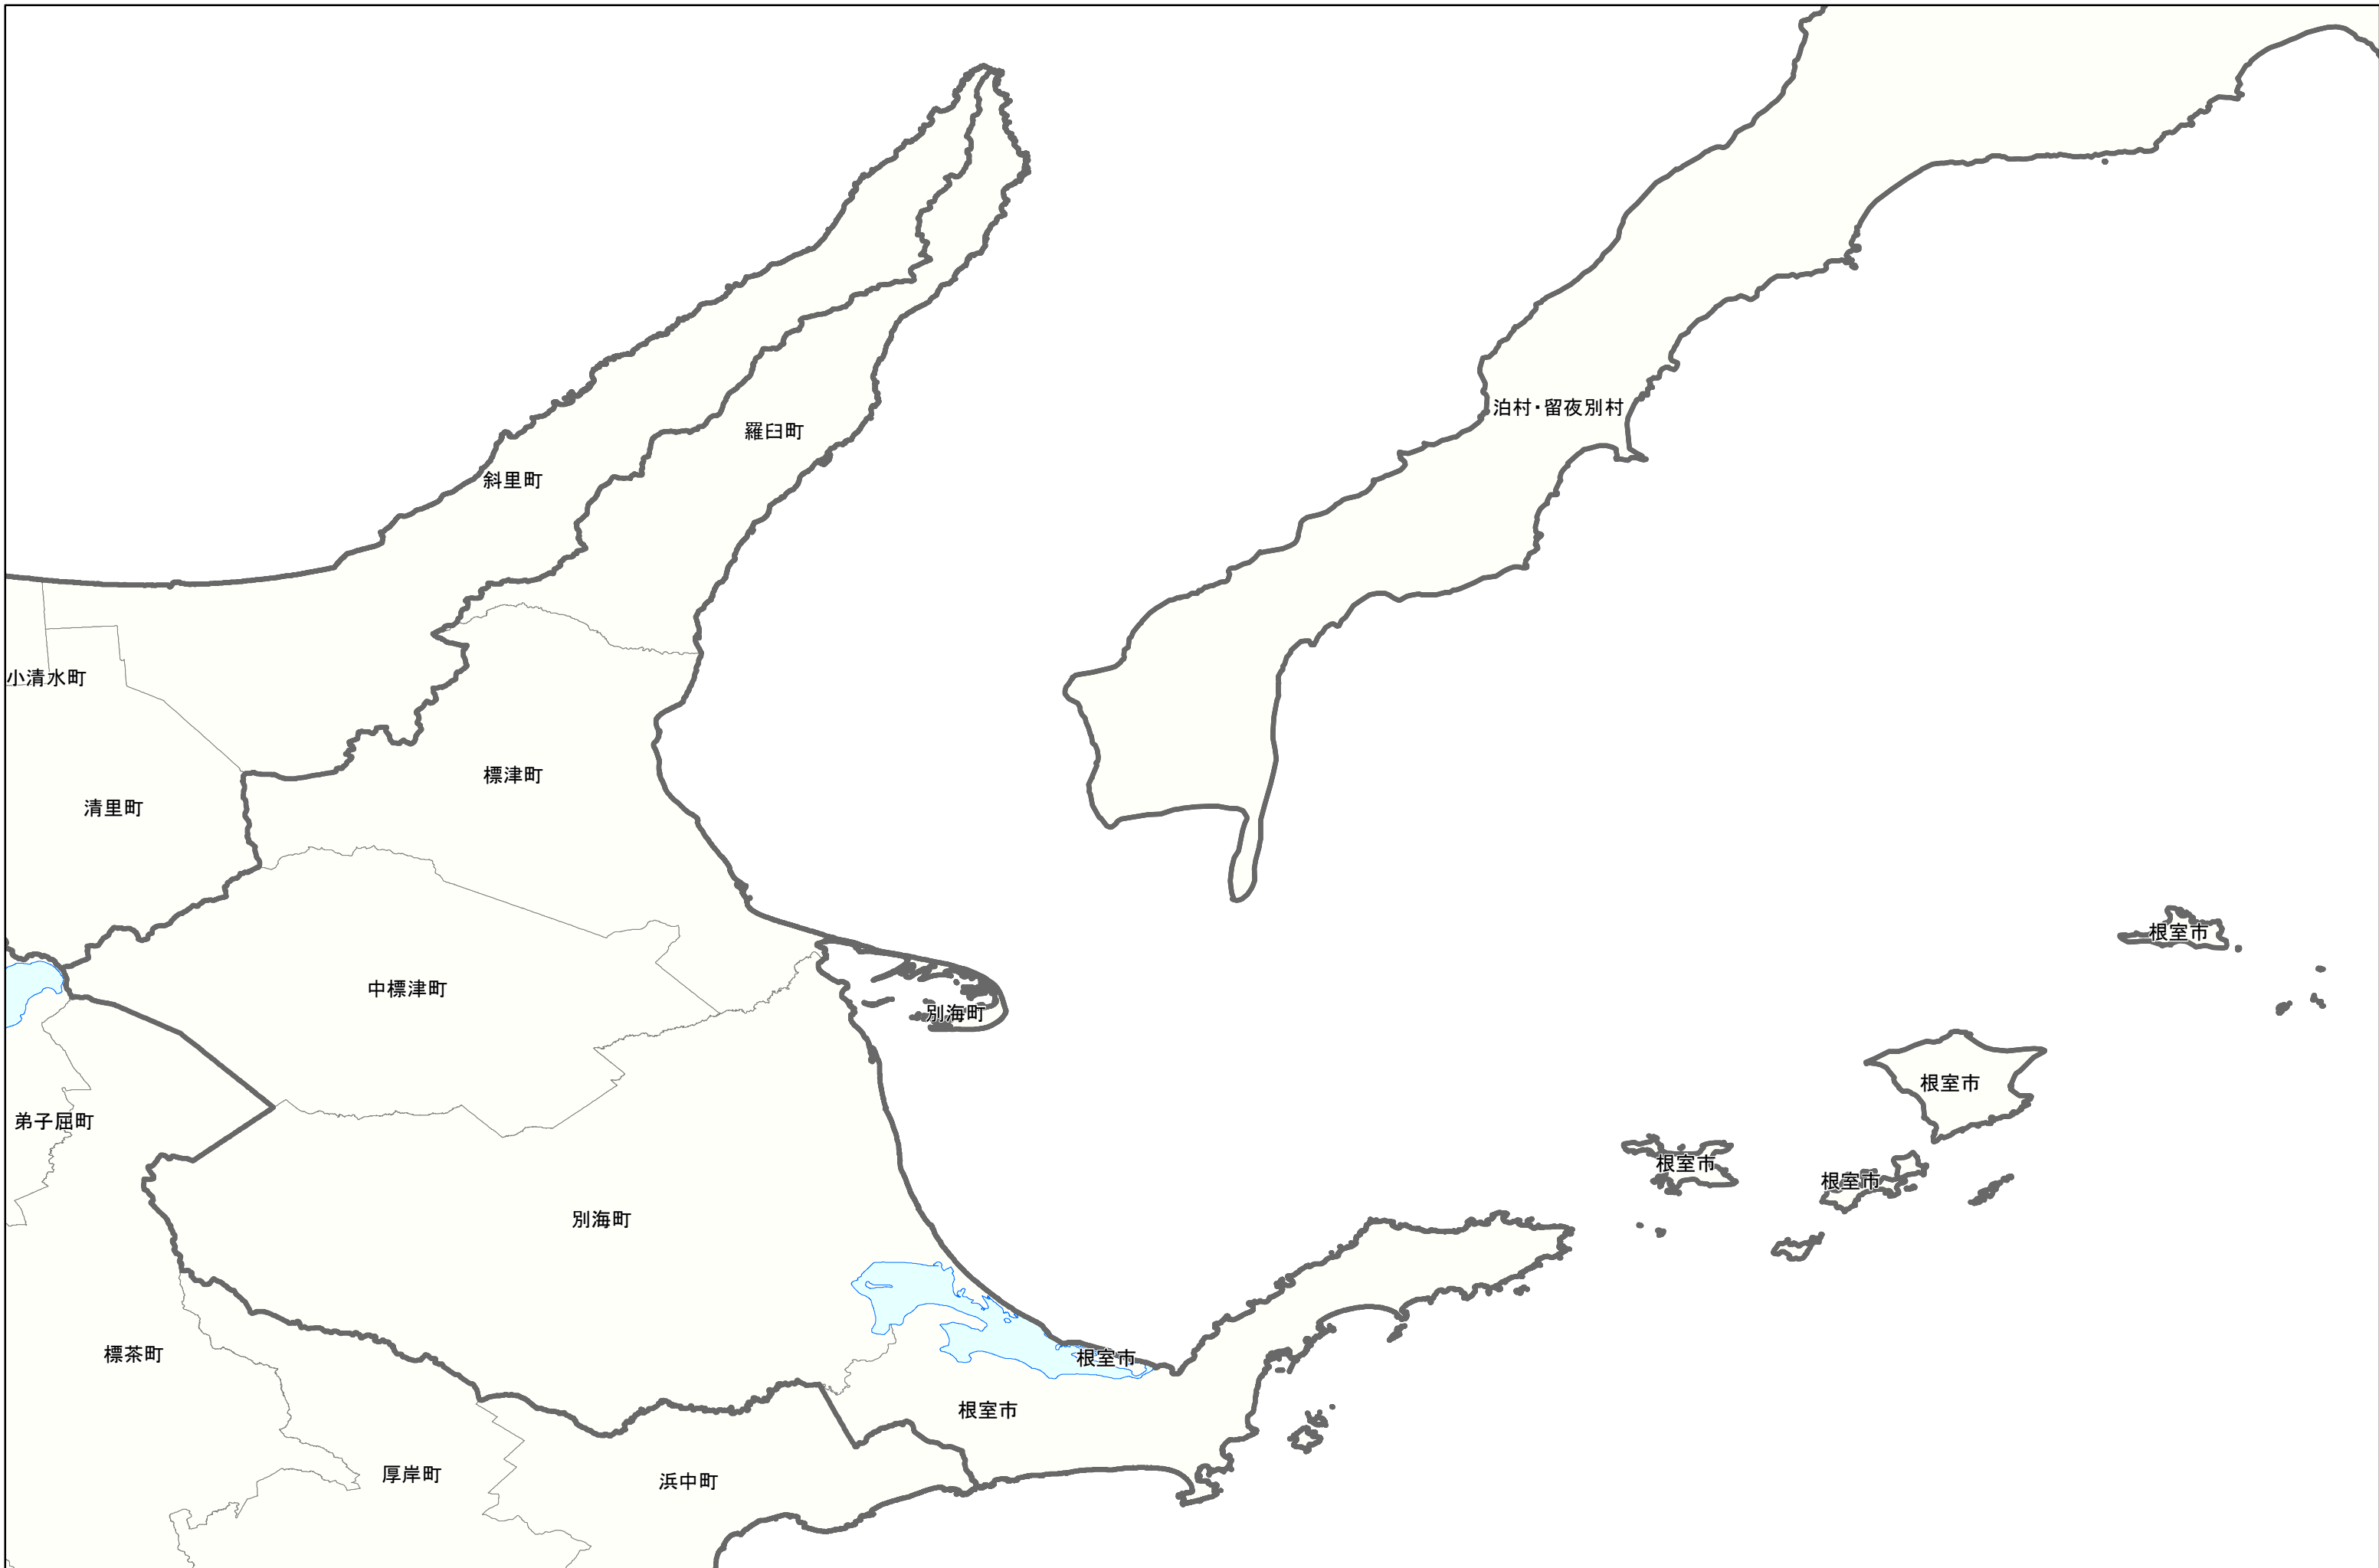 泊村・留夜別村
羅臼町
斜里町
小清水町
標津町
清里町
根室市
中標津町
別海町
根室市
弟子屈町
根室市
根室市
別海町
標茶町
根室市
根室市
厚岸町
浜中町